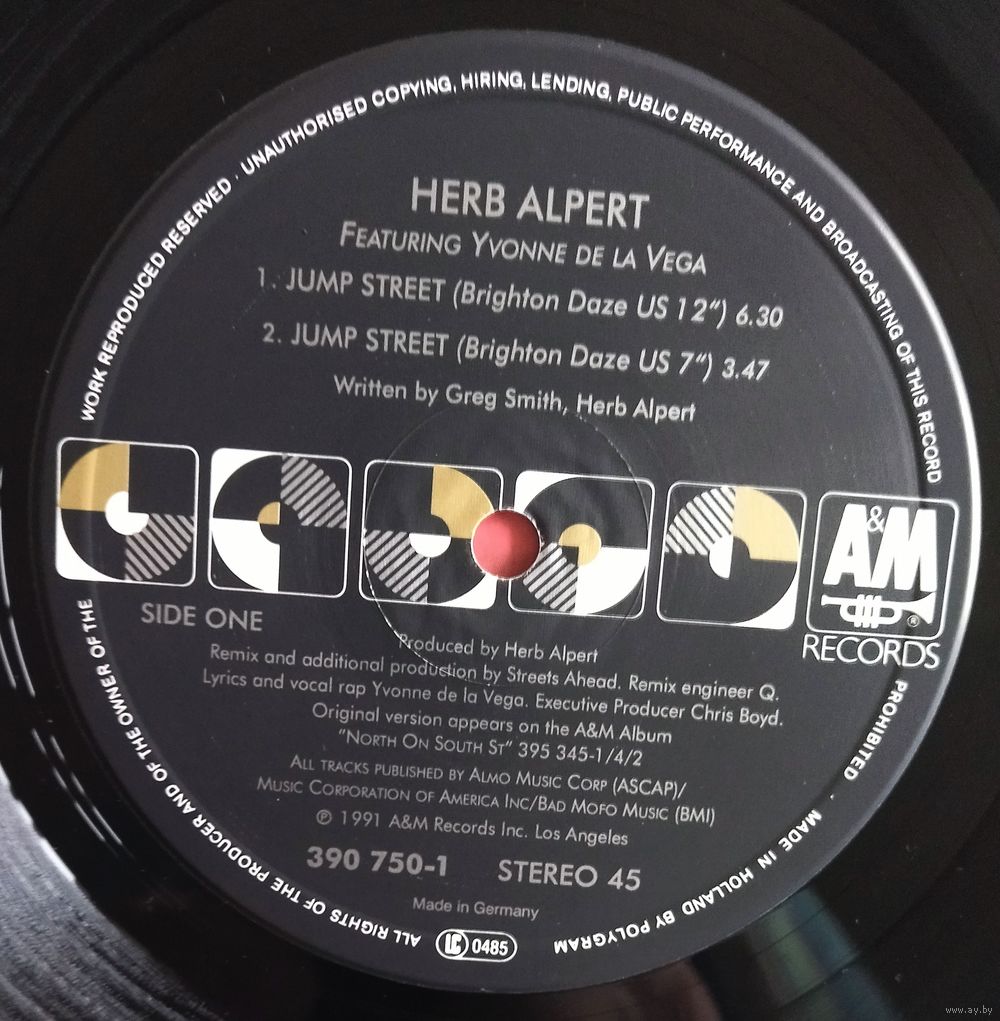 HERB ALPERT
FEATURING YVONNE DE LA VEGA
1. JUMP STREET (Brighton Daze US 12") 6.30
2. JUMP STREET (Brighton Daze US 7") 3.47
Written by Greg Smith, Herb Alpert
A&M
®
RECORDS
SIDE ONE
Produced by Herb Alpert
Remix and additional production by Streets Ahead. Remix engineer Q.
Lyrics and vocal rap Yvonne de la Vega. Executive Producer Chris Boyd.
Original version appears on the A&M Album
"NORTH ON SOUTH ST" 395 345-1/4/2
ALL TRACKS PUBLISHED BY ALMO MUSIC CORP (ASCAP)/
MUSIC CORPORATION OF AMERICA INC/BAD MOFO MUSIC (BMI)
℗ 1991 A&M Records Inc. Los Angeles
390 750-1 STEREO 45
Made in Germany
LC 0485
ALL RIGHTS OF THE PRODUCER AND OF THE OWNER OF THE WORK REPRODUCED RESERVED · UNAUTHORISED COPYING, HIRING, LENDING, PUBLIC PERFORMANCE AND BROADCASTING OF THIS RECORD PROHIBITED · MADE IN HOLLAND BY POLYGRAM
www.ay.by